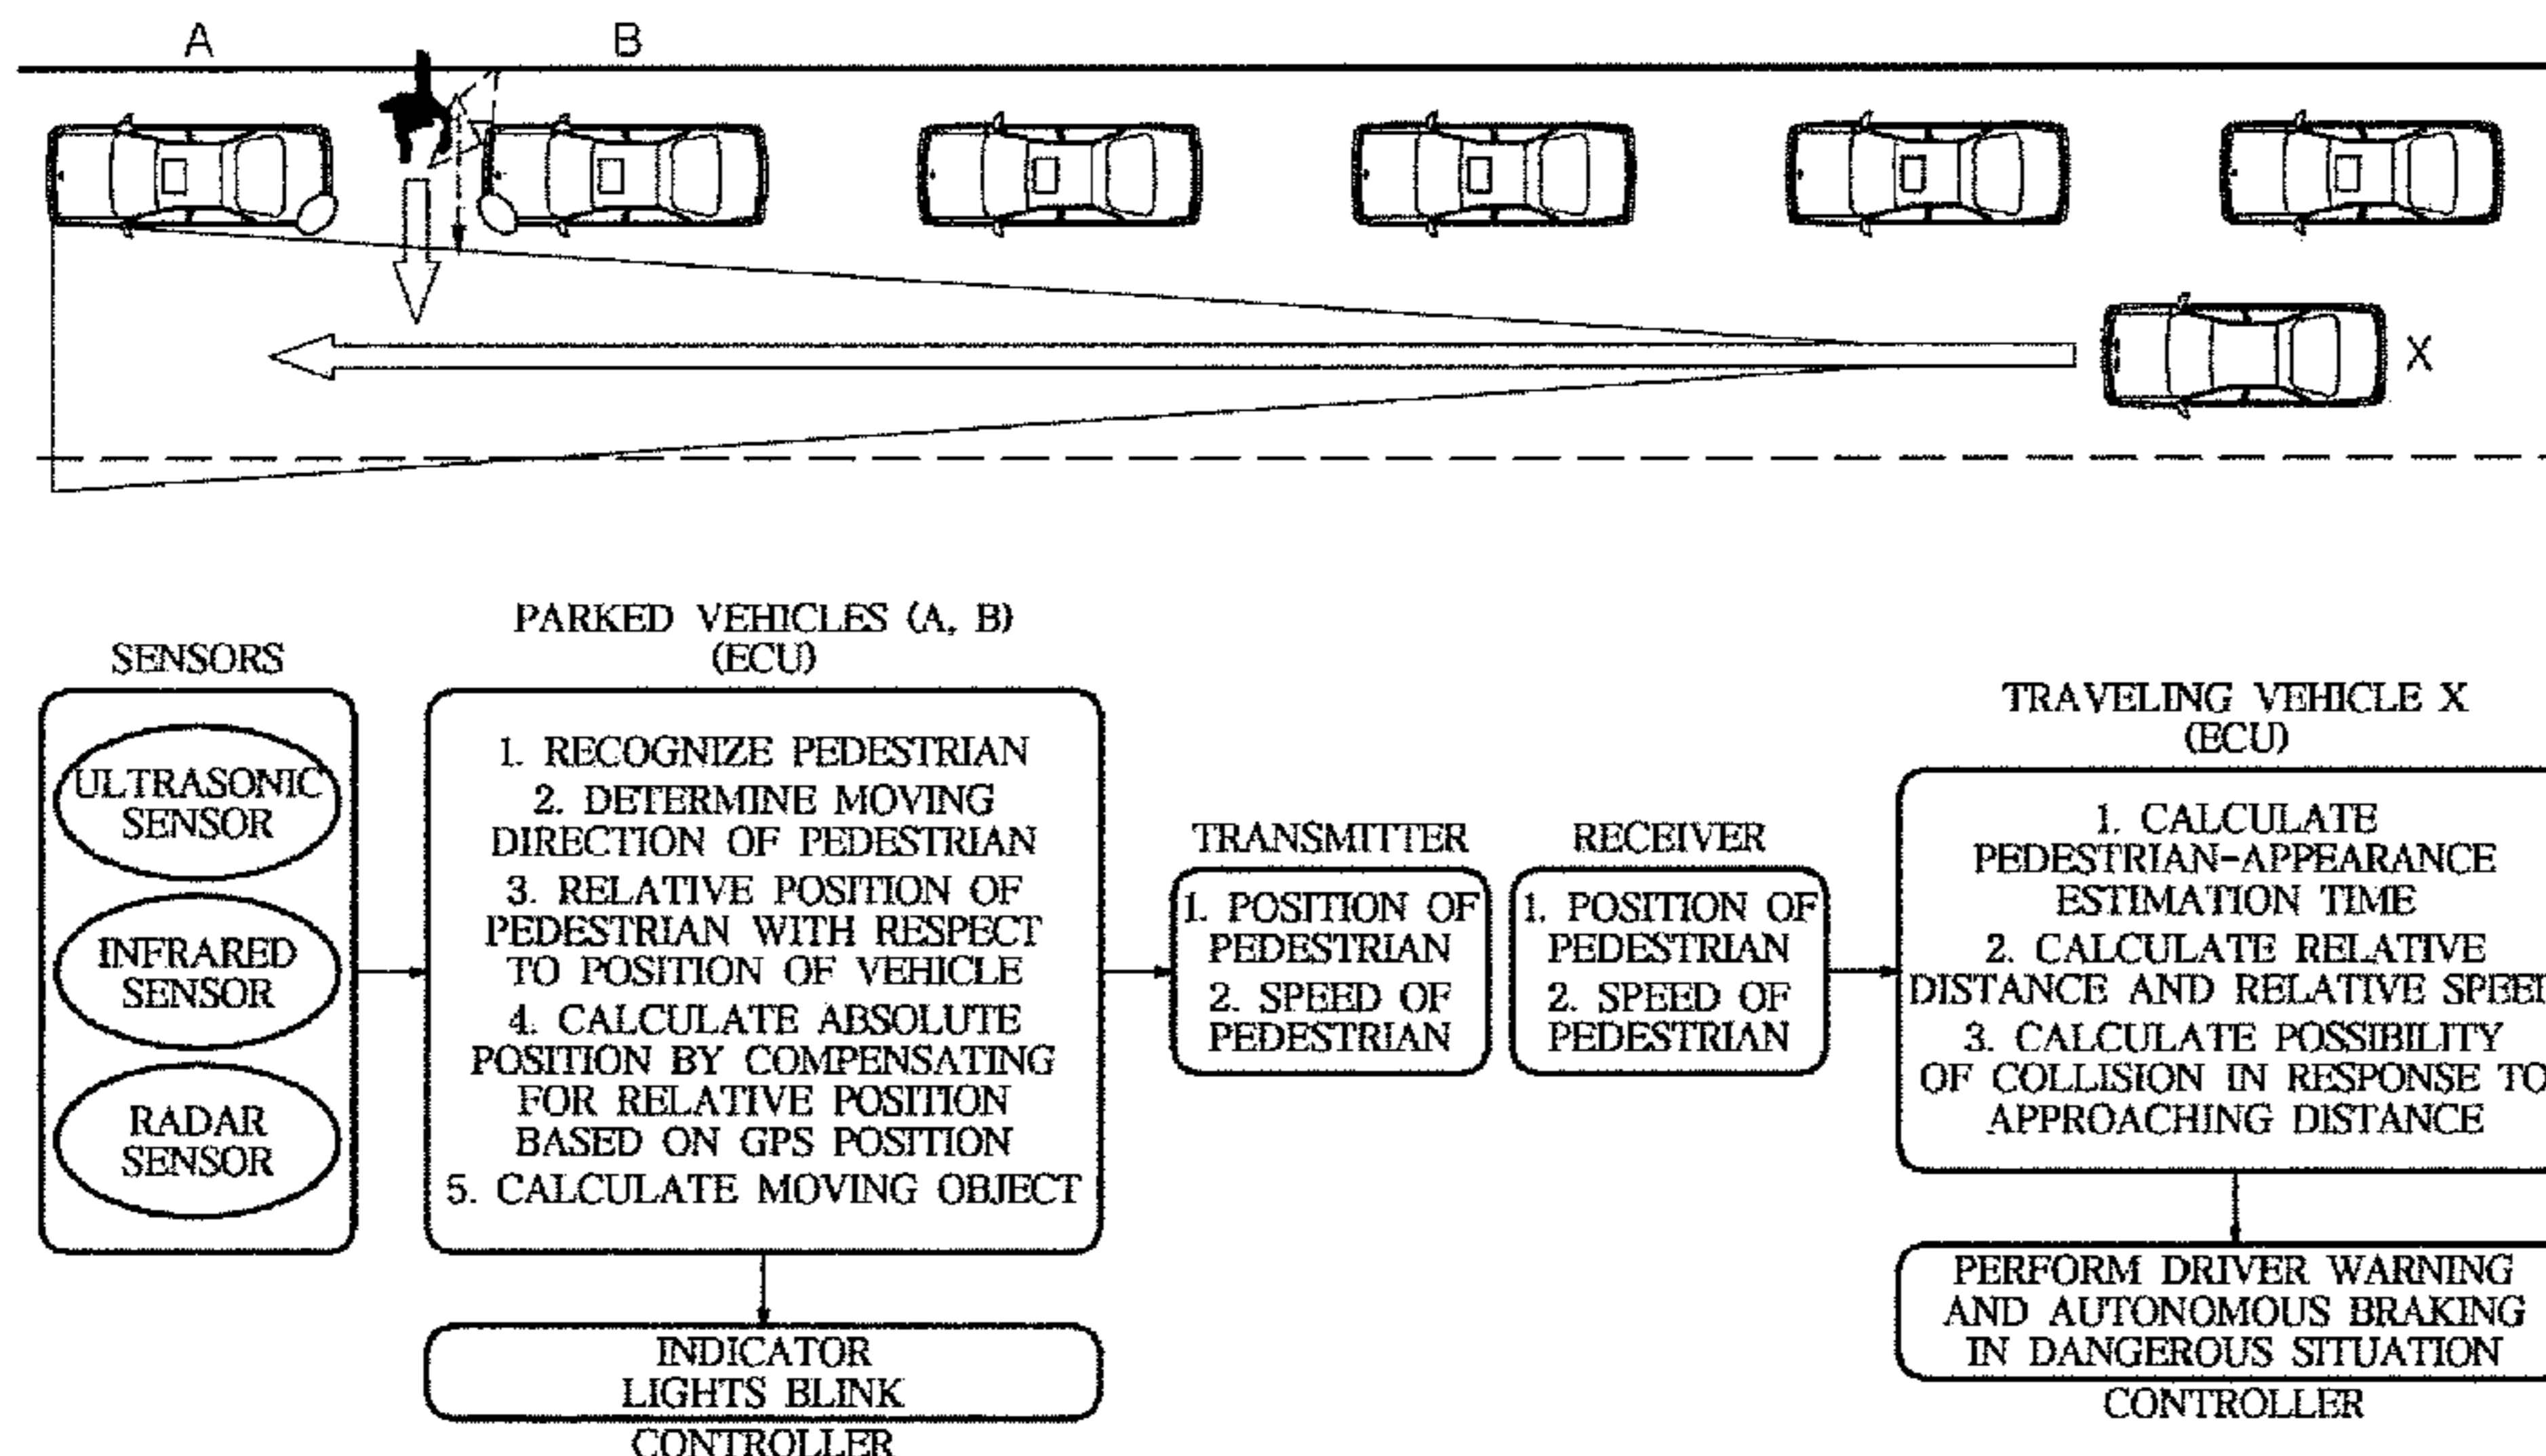 A
B
X
SENSORS
ULTRASONIC
SENSOR
INFRARED
SENSOR
RADAR
SENSOR
PARKED VEHICLES (A, B)
(ECU)
1. RECOGNIZE PEDESTRIAN
2. DETERMINE MOVING
DIRECTION OF PEDESTRIAN
3. RELATIVE POSITION OF
PEDESTRIAN WITH RESPECT
TO POSITION OF VEHICLE
4. CALCULATE ABSOLUTE
POSITION BY COMPENSATING
FOR RELATIVE POSITION
BASED ON GPS POSITION
5. CALCULATE MOVING OBJECT
INDICATOR
LIGHTS BLINK
CONTROLLER
TRANSMITTER
1. POSITION OF
PEDESTRIAN
2. SPEED OF
PEDESTRIAN
RECEIVER
1. POSITION OF
PEDESTRIAN
2. SPEED OF
PEDESTRIAN
TRAVELING VEHICLE X
(ECU)
1. CALCULATE
PEDESTRIAN-APPEARANCE
ESTIMATION TIME
2. CALCULATE RELATIVE
DISTANCE AND RELATIVE SPEED
3. CALCULATE POSSIBILITY
OF COLLISION IN RESPONSE TO
APPROACHING DISTANCE
PERFORM DRIVER WARNING
AND AUTONOMOUS BRAKING
IN DANGEROUS SITUATION
CONTROLLER